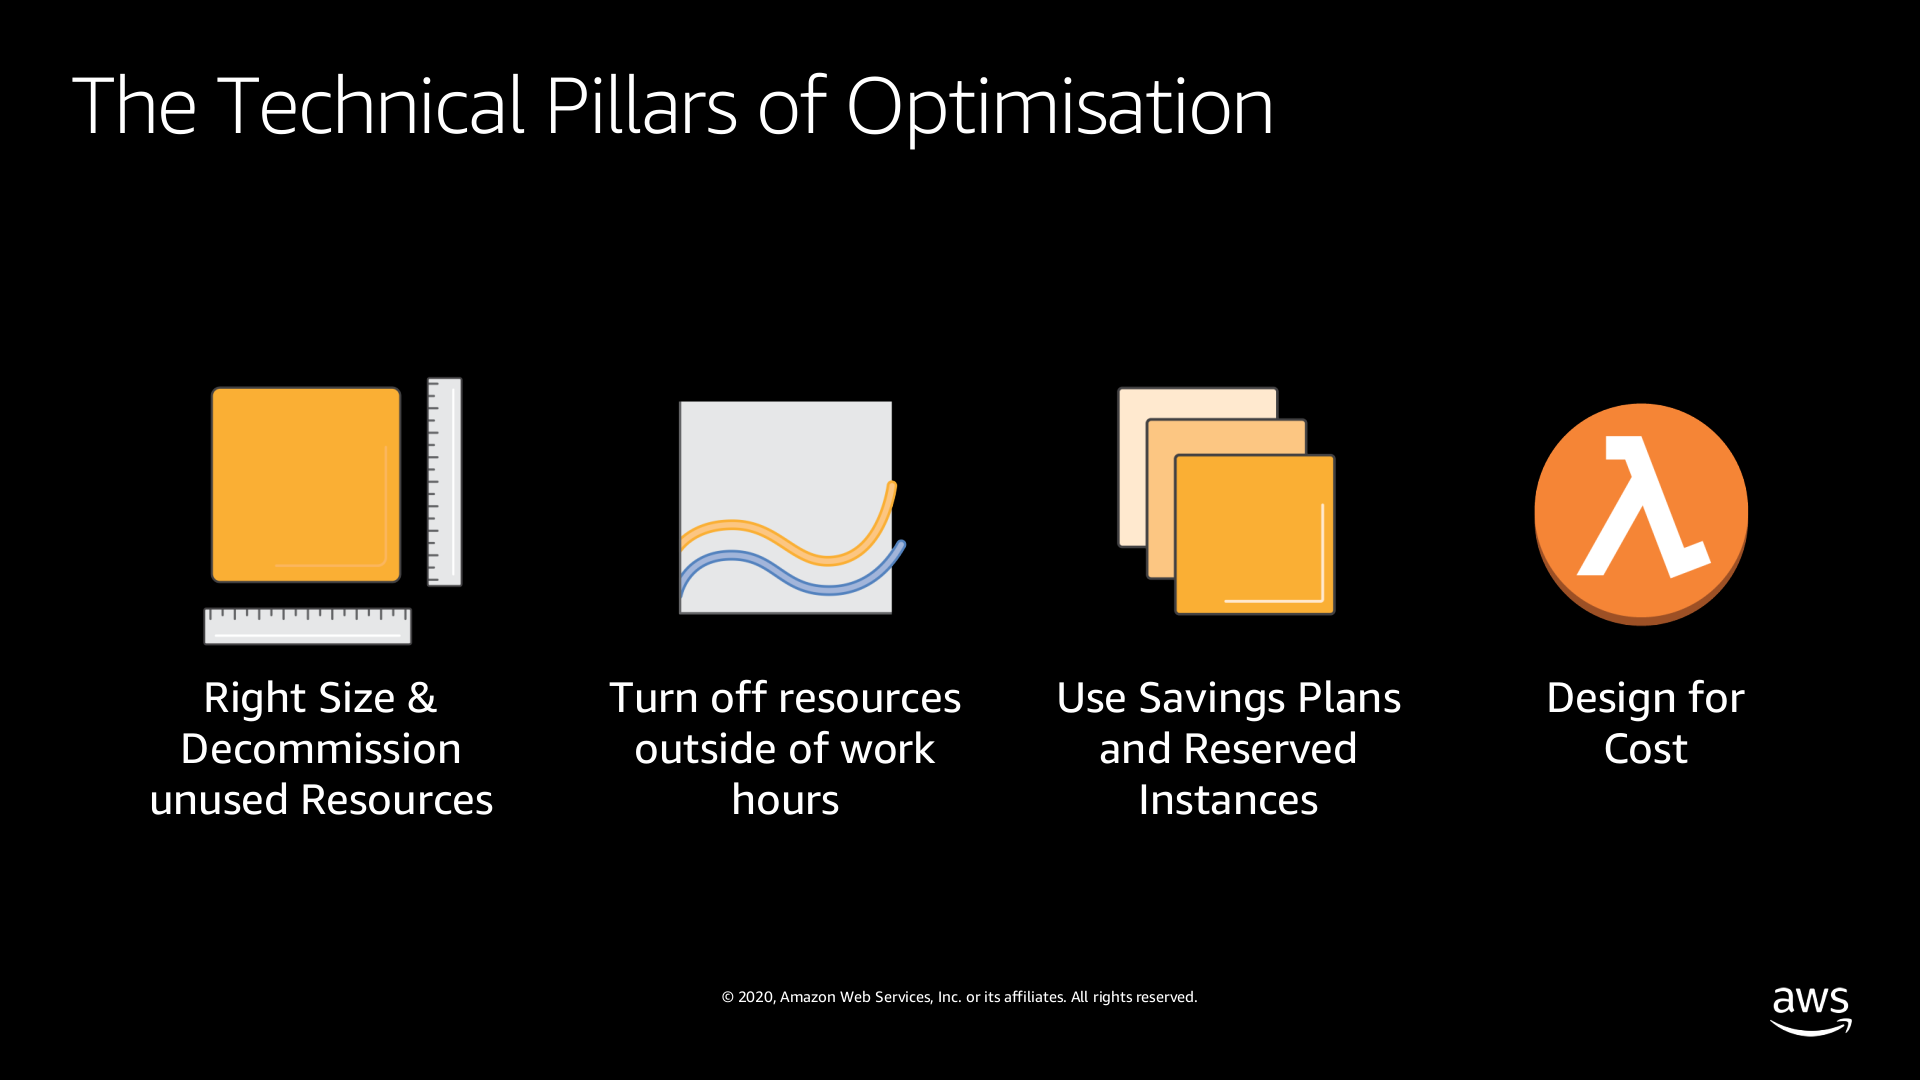 The Technical Pillars of Optimisation
Right Size &
Decommission
unused Resources
Turn off resources
outside of work
hours
Use Savings Plans
and Reserved
Instances
λ
Design for
Cost
© 2020, Amazon Web Services, Inc. or its affiliates. All rights reserved.
aws